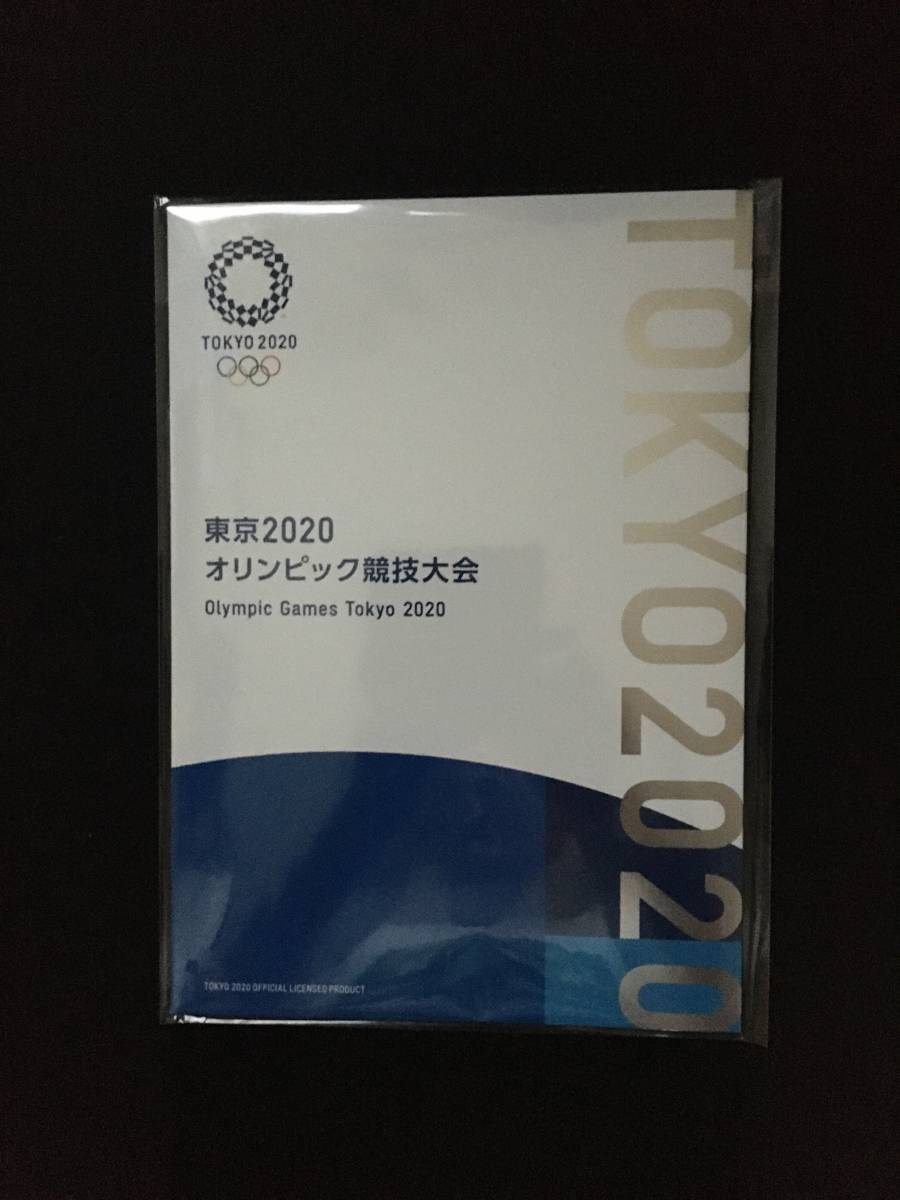 TOKYO 2020
東京2020
オリンピック競技大会
Olympic Games Tokyo 2020
TOKYO 2020 OFFICIAL LICENSED PRODUCT
TOKYO2020